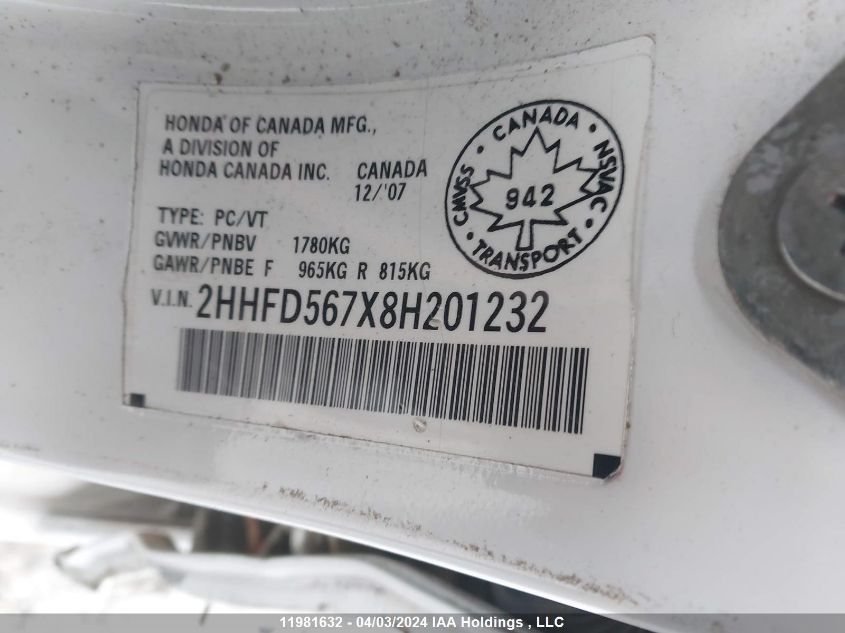 HONDA OF CANADA MFG.,
A DIVISION OF
HONDA CANADA INC. CANADA
12/'07
TYPE: PC/VT
GVWR/PNBV 1780KG
GAWR/PNBE F 965KG R 815KG
V.I.N. 2HHFD567X8H201232
CMVSS · CANADA · NSVAC · TRANSPORT ·
942
11981632 - 04/03/2024 IAA Holdings , LLC